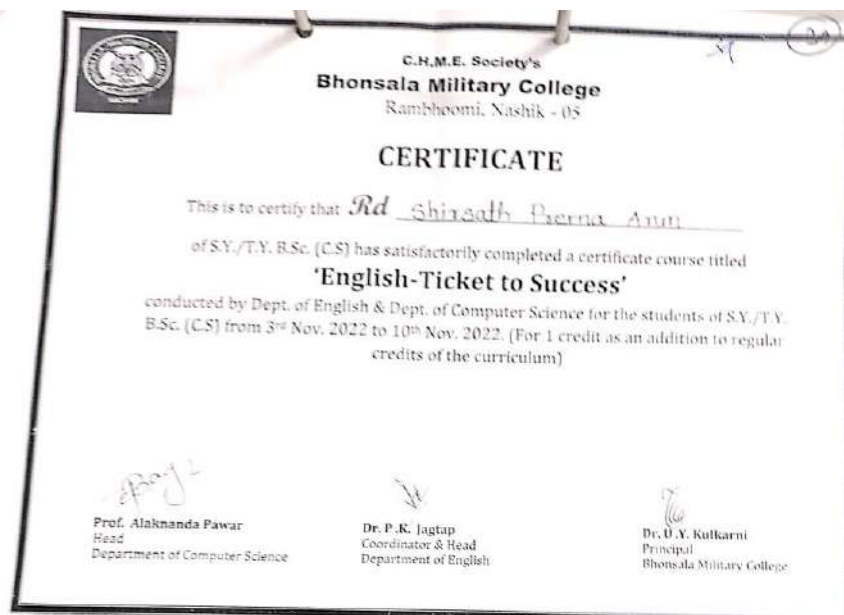 C.H.M.E. Society's
Bhonsala Military College
Rambhoomi, Nashik - 05
CERTIFICATE
This is to certify that Rd Shirsath Prerna Arun
of S.Y./T.Y. B.Sc. (C.S) has satisfactorily completed a certificate course titled
'English-Ticket to Success'
conducted by Dept. of English & Dept. of Computer Science for the students of S.Y./T.Y.
B.Sc. (C.S) from 3rd Nov. 2022 to 10th Nov. 2022. (For 1 credit as an addition to regular
credits of the curriculum)
Prof. Alaknanda Pawar
Head
Department of Computer Science
Dr. P.K. Jagtap
Coordinator & Head
Department of English
Dr. U.Y. Kulkarni
Principal
Bhonsala Military College